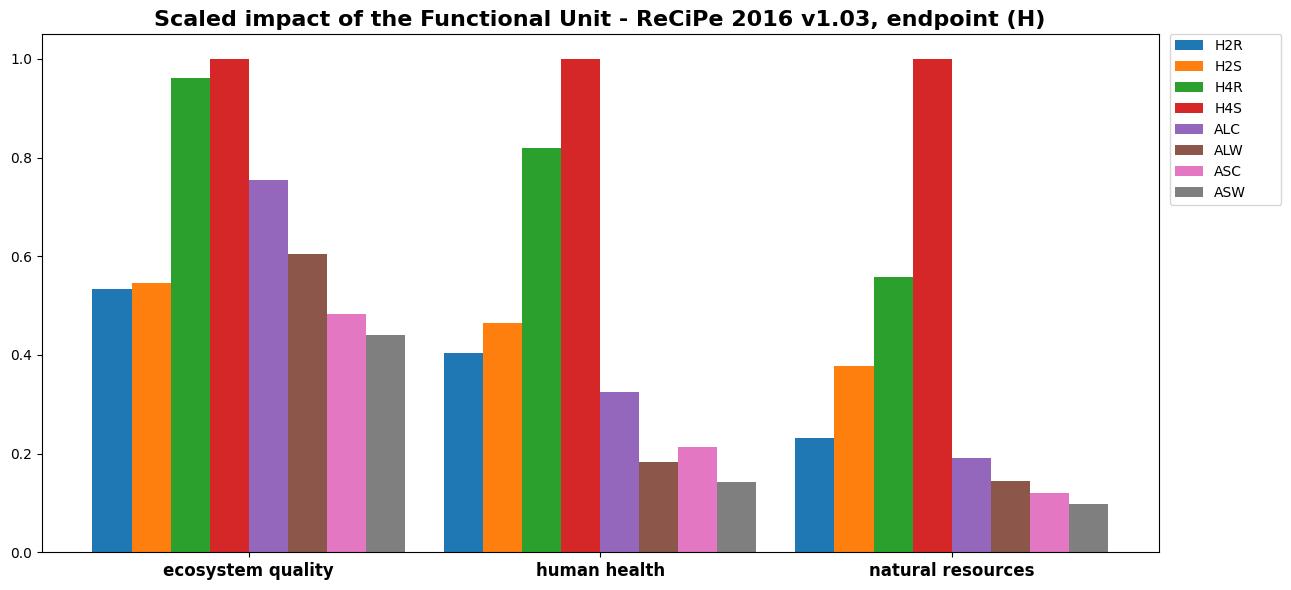 Scaled impact of the Functional Unit - ReCiPe 2016 v1.03, endpoint (H)
1.0
0.8
0.6
0.4
0.2
0.0
ecosystem quality
human health
natural resources
H2R
H2S
H4R
H4S
ALC
ALW
ASC
ASW